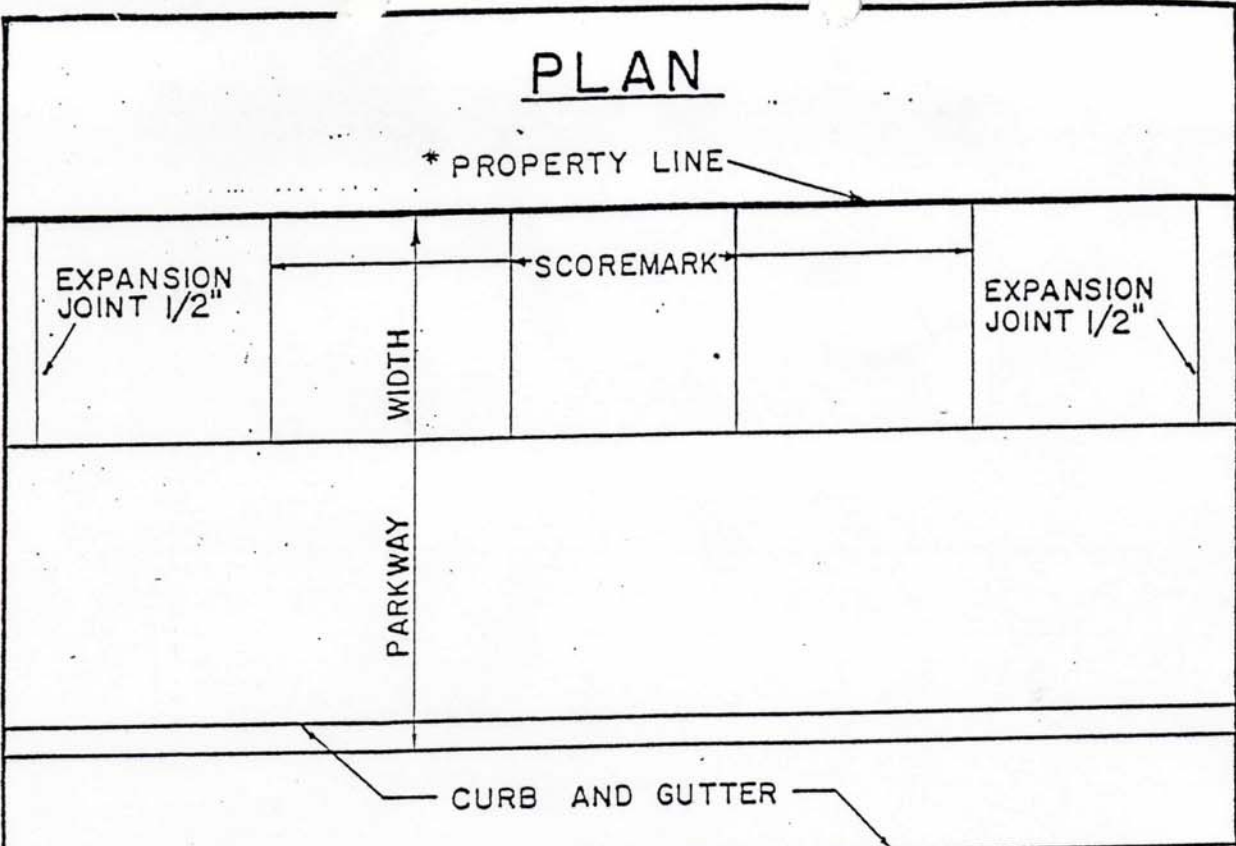 PLAN
* PROPERTY LINE
EXPANSION
JOINT 1/2"
SCOREMARK
EXPANSION
JOINT 1/2"
WIDTH
PARKWAY
CURB AND GUTTER